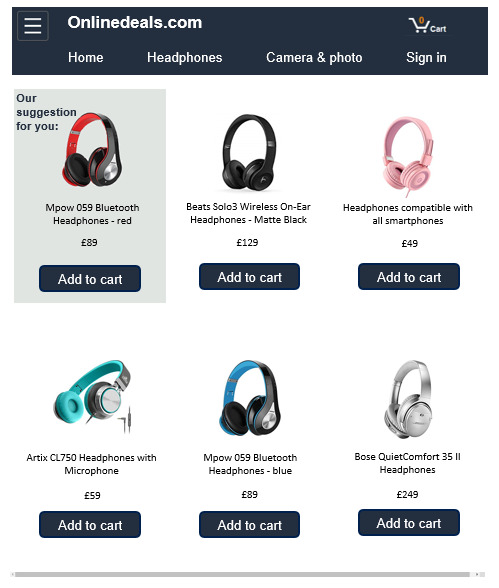 Onlinedeals.com
0
Cart
Home Headphones Camera & photo Sign in
Our
suggestion
for you:
Mpow 059 Bluetooth
Headphones - red
£89
Add to cart
Beats Solo3 Wireless On-Ear
Headphones - Matte Black
£129
Add to cart
Headphones compatible with
all smartphones
£49
Add to cart
Artix CL750 Headphones with
Microphone
£59
Add to cart
Mpow 059 Bluetooth
Headphones - blue
£89
Add to cart
Bose QuietComfort 35 II
Headphones
£249
Add to cart